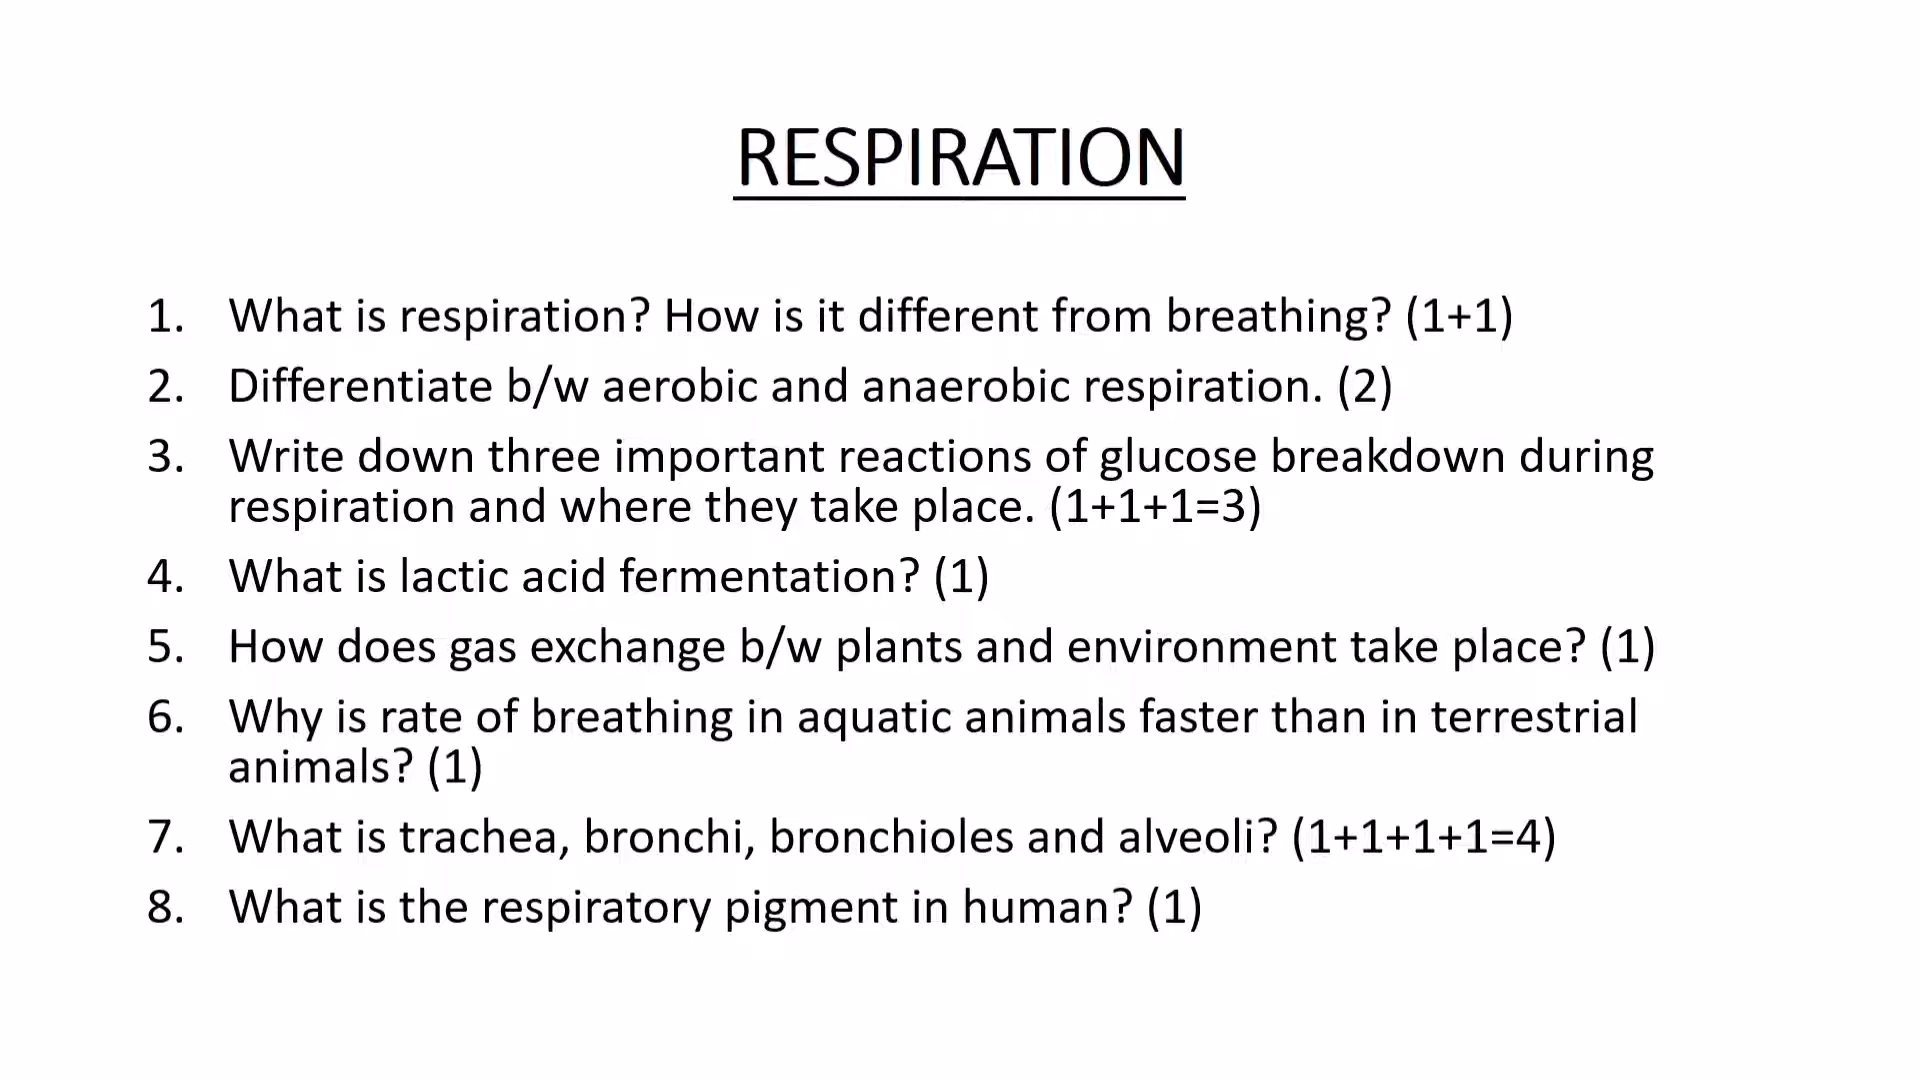 RESPIRATION
1. What is respiration? How is it different from breathing? (1+1)
2. Differentiate b/w aerobic and anaerobic respiration. (2)
3. Write down three important reactions of glucose breakdown during
respiration and where they take place. (1+1+1=3)
4. What is lactic acid fermentation? (1)
5. How does gas exchange b/w plants and environment take place? (1)
6. Why is rate of breathing in aquatic animals faster than in terrestrial
animals? (1)
7. What is trachea, bronchi, bronchioles and alveoli? (1+1+1+1=4)
8. What is the respiratory pigment in human? (1)